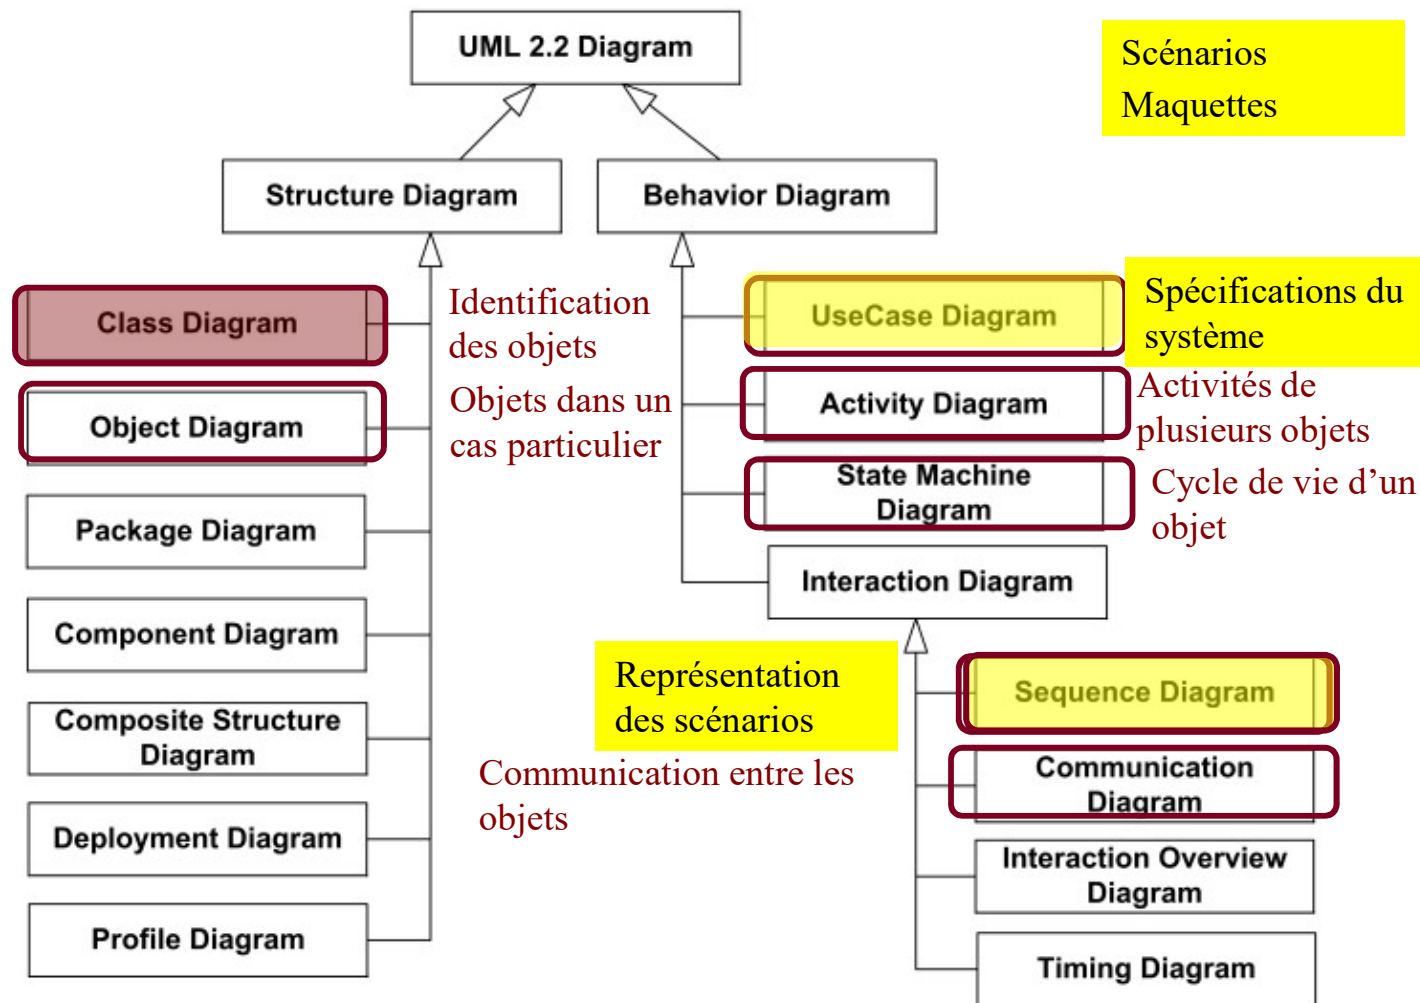 UML 2.2 Diagram
Scénarios
Maquettes
Structure Diagram
Behavior Diagram
Class Diagram
Identification
des objets
UseCase Diagram
Spécifications du
système
Object Diagram
Objets dans un
cas particulier
Activity Diagram
Activités de
plusieurs objets
State Machine
Diagram
Cycle de vie d’un
objet
Package Diagram
Interaction Diagram
Component Diagram
Représentation
des scénarios
Sequence Diagram
Composite Structure
Diagram
Communication entre les
objets
Communication
Diagram
Deployment Diagram
Interaction Overview
Diagram
Profile Diagram
Timing Diagram